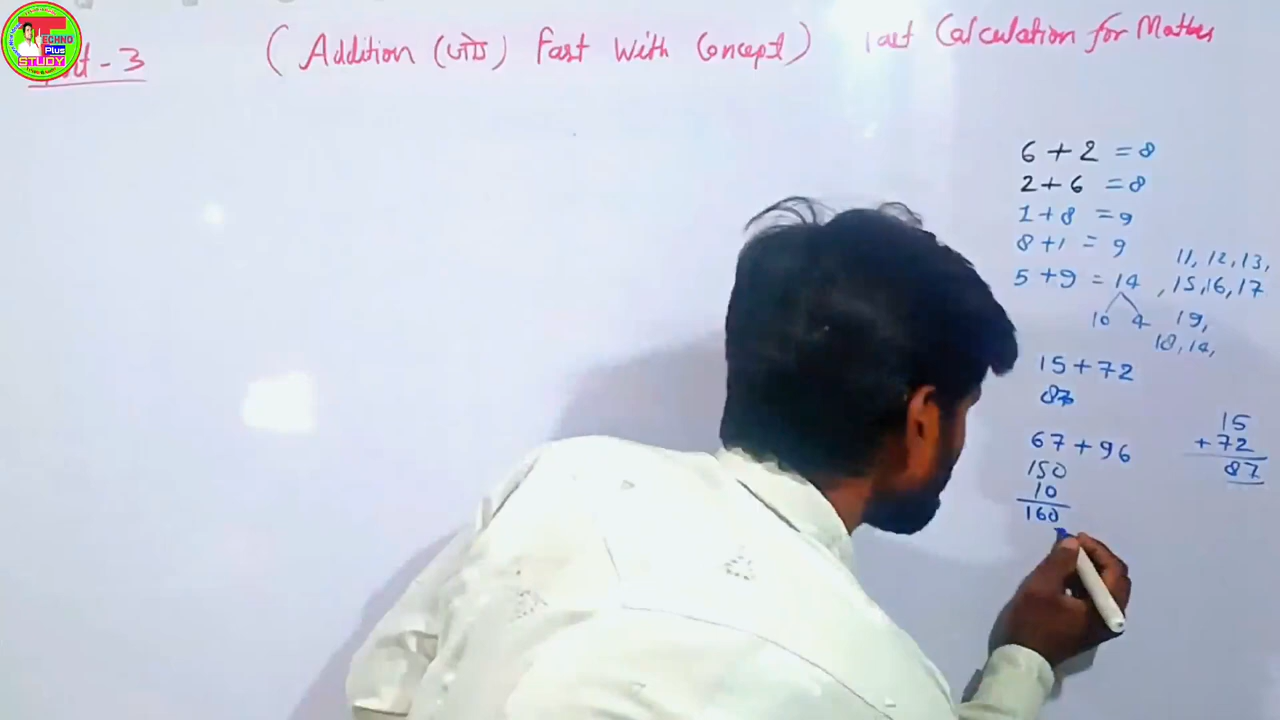 TECHNO
Plus
STUDY
- 3
( Addition (जोड़) Fast With Concept) Fast Calculation for Maths
6 + 2 = 8
2 + 6 = 8
1 + 8 = 9
8 + 1 = 9
5 + 9 = 14
10 4
11, 12, 13,
, 15, 16, 17
19,
18, 14,
15 + 72
87
67 + 96
150
10
160
15
+ 72
87